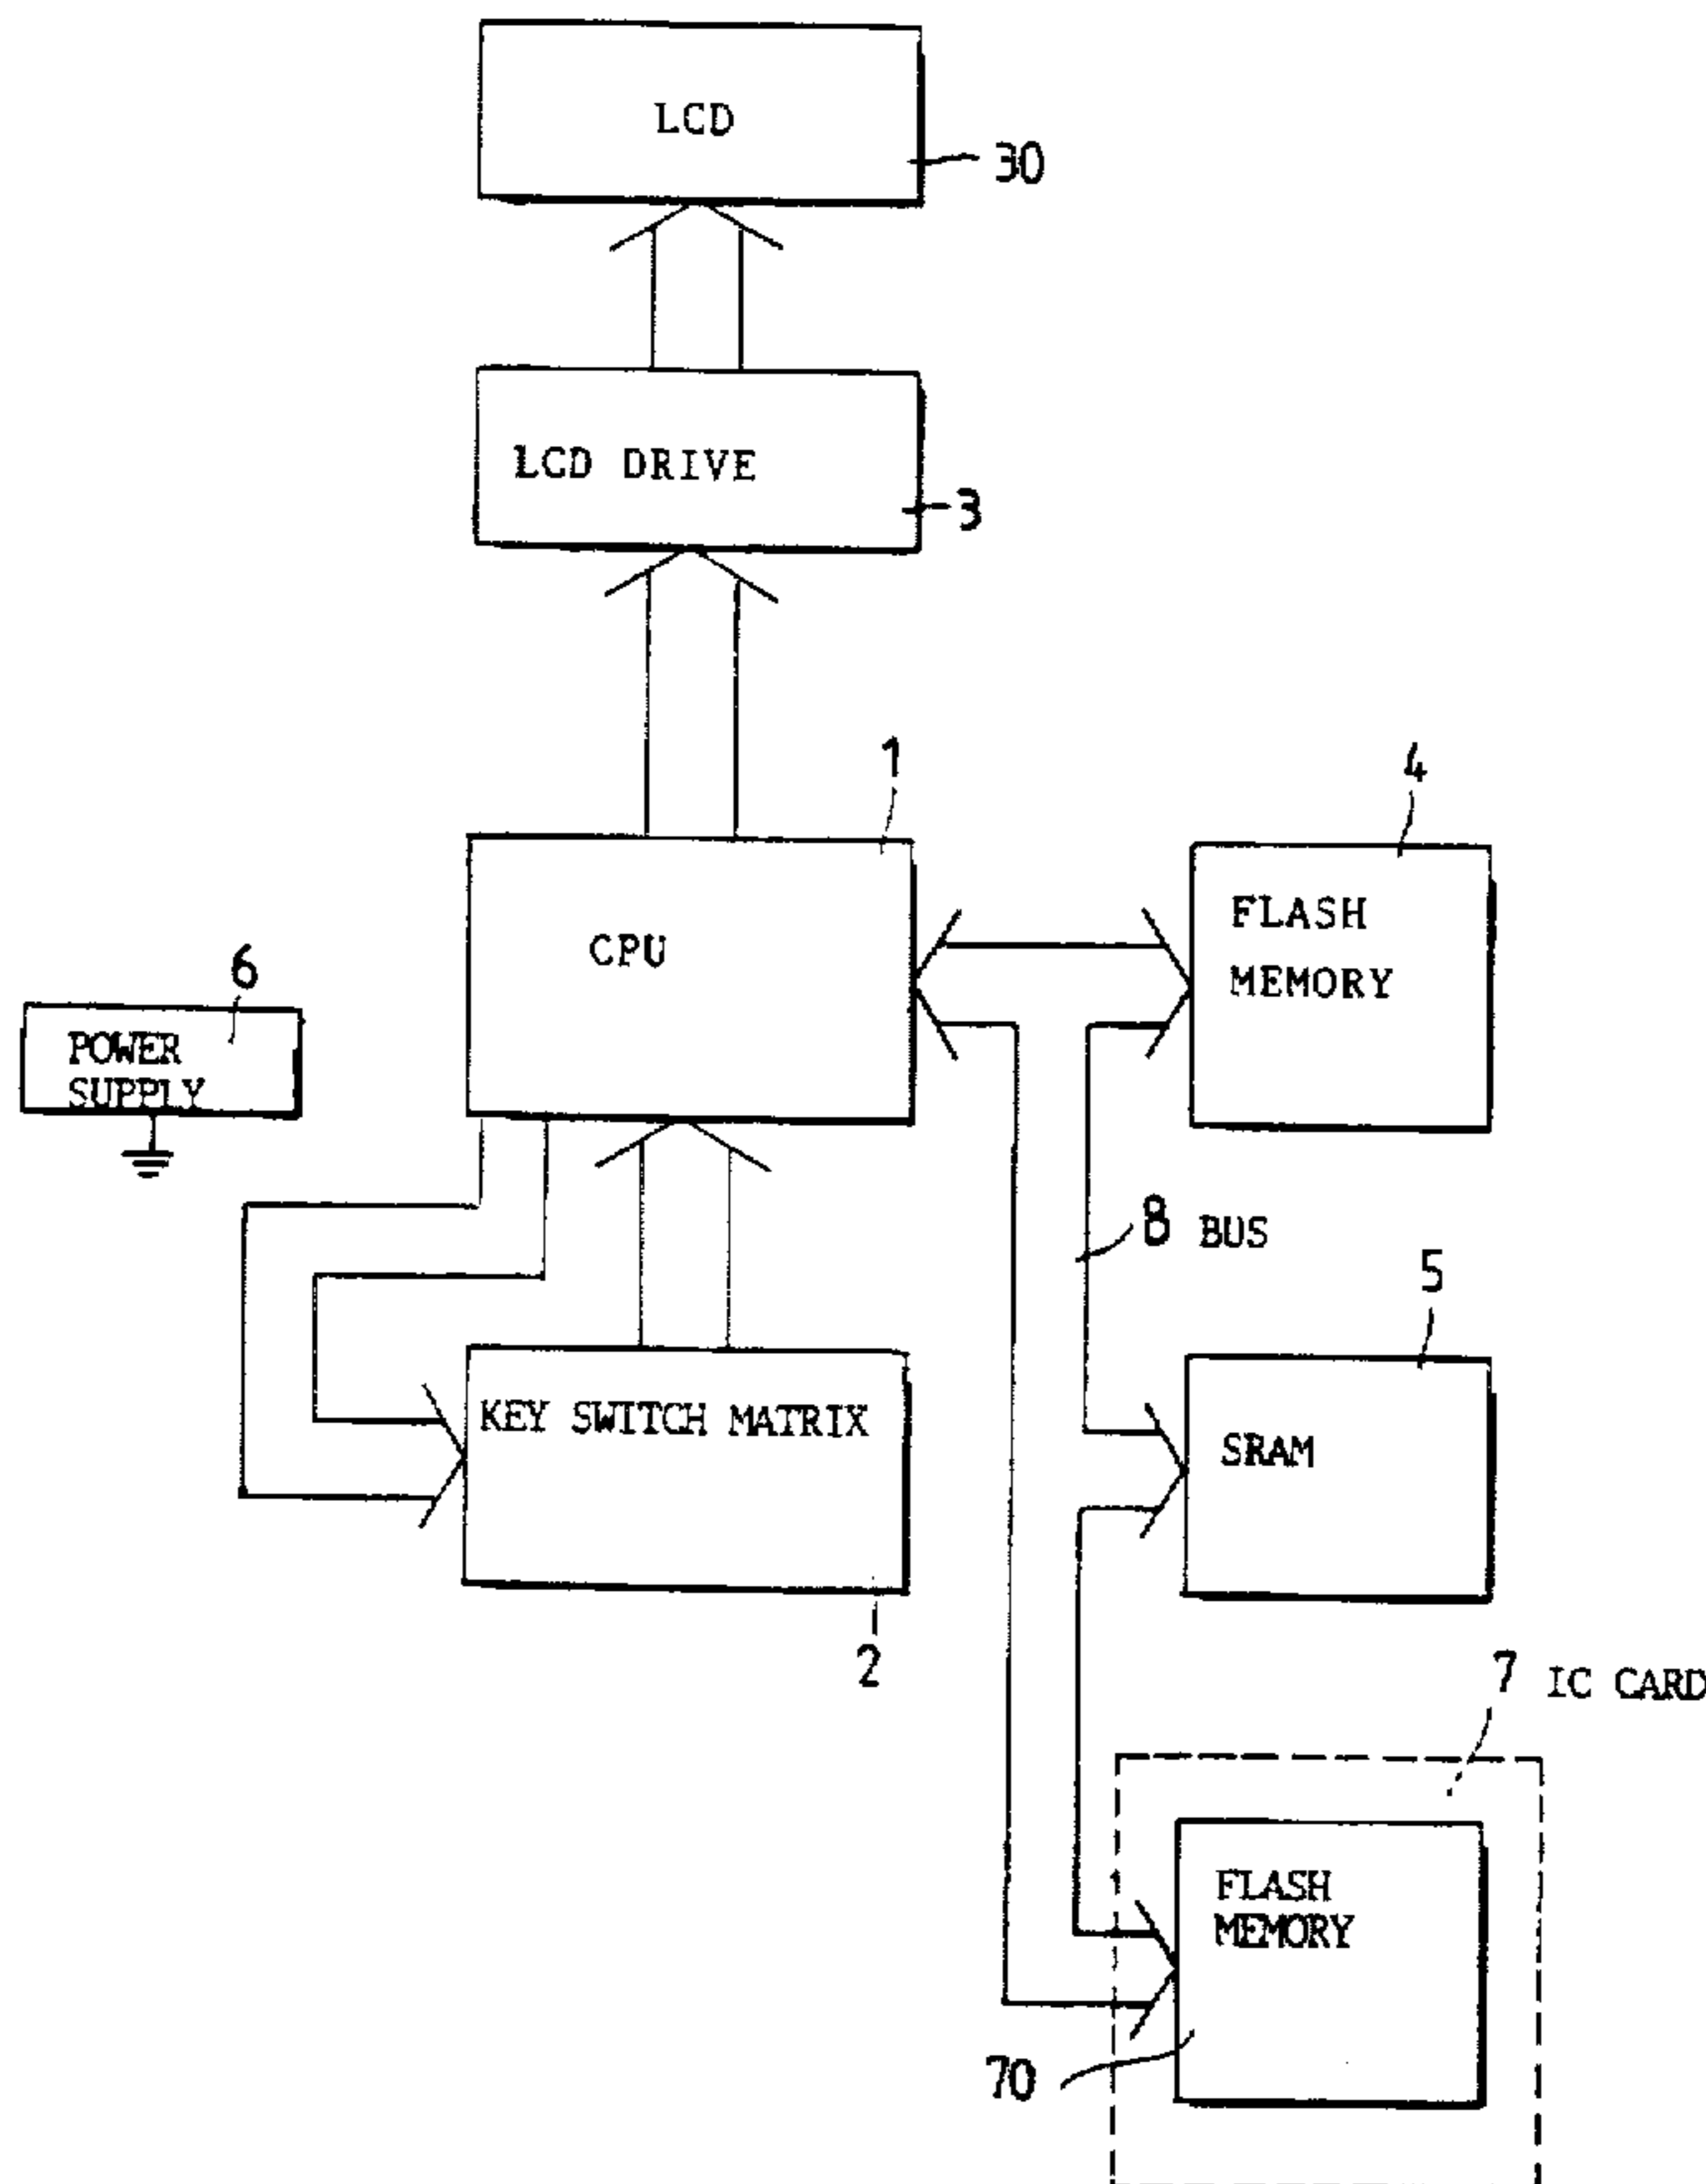 LCD
30
LCD DRIVE
3
1
4
CPU
FLASH
MEMORY
6
POWER
SUPPLY
8 BUS
5
KEY SWITCH MATRIX
SRAM
2
7 IC CARD
FLASH
MEMORY
70